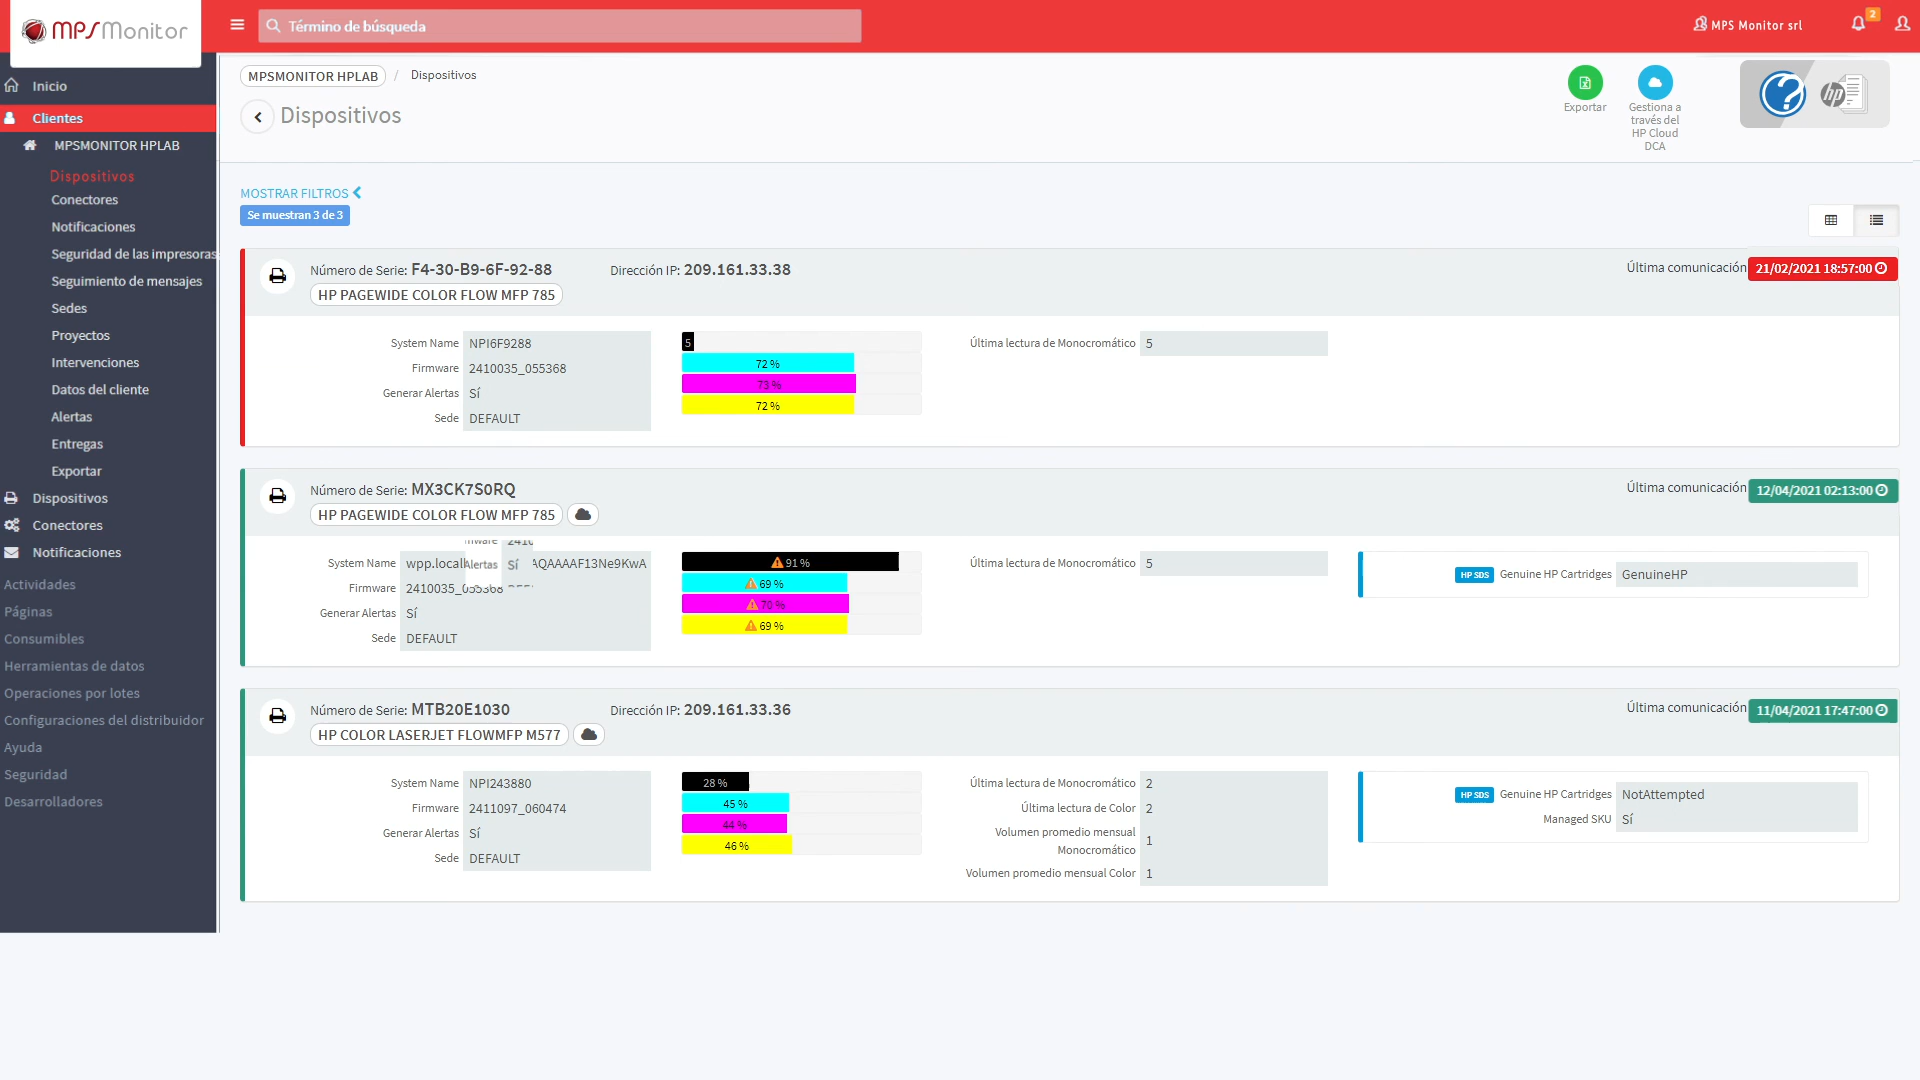 MPSMonitor
Término de búsqueda
MPS Monitor srl
2
Inicio
Clientes
MPSMONITOR HPLAB
Dispositivos
Conectores
Notificaciones
Seguridad de las impresoras
Seguimiento de mensajes
Sedes
Proyectos
Intervenciones
Datos del cliente
Alertas
Entregas
Exportar
Dispositivos
Conectores
Notificaciones
Actividades
Páginas
Consumibles
Herramientas de datos
Operaciones por lotes
Configuraciones del distribuidor
Ayuda
Seguridad
Desarrolladores
MPSMONITOR HPLAB / Dispositivos
Dispositivos
Exportar
Gestiona a
través del
HP Cloud
DCA
?
hp
MOSTRAR FILTROS
Se muestran 3 de 3
Número de Serie: F4-30-B9-6F-92-88 Dirección IP: 209.161.33.38 Última comunicación 21/02/2021 18:57:00
HP PAGEWIDE COLOR FLOW MFP 785
System Name NPI6F9288
Firmware 2410035_055368
Generar Alertas Sí
Sede DEFAULT
5
72 %
73 %
72 %
Última lectura de Monocromático 5
Número de Serie: MX3CK7S0RQ Última comunicación 12/04/2021 02:13:00
HP PAGEWIDE COLOR FLOW MFP 785
System Name wpp.local AQAAAAF13Ne9KwA
Alertas Sí
Firmware 2410035_055368
Generar Alertas Sí
Sede DEFAULT
91 %
69 %
70 %
69 %
Última lectura de Monocromático 5
HP SDS Genuine HP Cartridges GenuineHP
Número de Serie: MTB20E1030 Dirección IP: 209.161.33.36 Última comunicación 11/04/2021 17:47:00
HP COLOR LASERJET FLOWMFP M577
System Name NPI243880
Firmware 2411097_060474
Generar Alertas Sí
Sede DEFAULT
28 %
45 %
44 %
46 %
Última lectura de Monocromático 2
Última lectura de Color 2
Volumen promedio mensual
Monocromático 1
Volumen promedio mensual Color 1
HP SDS Genuine HP Cartridges NotAttempted
Managed SKU Sí